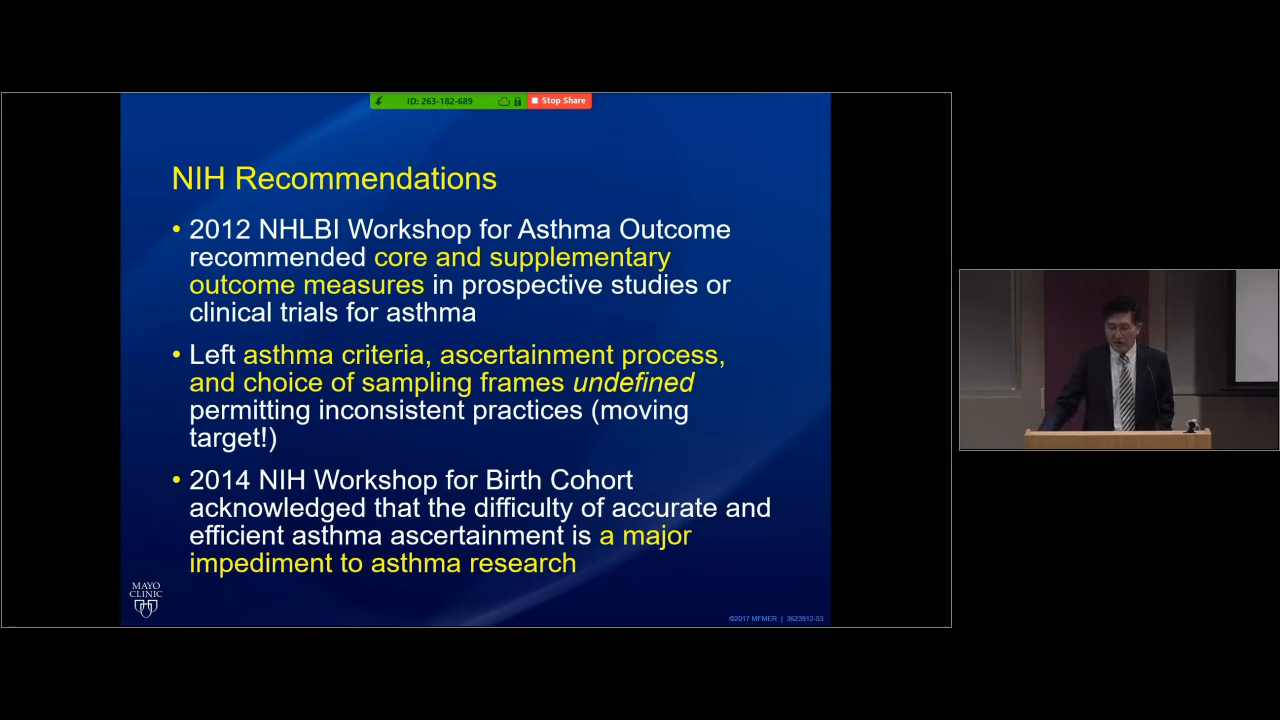 ID: 263-182-689
Stop Share
NIH Recommendations
• 2012 NHLBI Workshop for Asthma Outcome
recommended core and supplementary
outcome measures in prospective studies or
clinical trials for asthma
• Left asthma criteria, ascertainment process,
and choice of sampling frames undefined
permitting inconsistent practices (moving
target!)
• 2014 NIH Workshop for Birth Cohort
acknowledged that the difficulty of accurate and
efficient asthma ascertainment is a major
impediment to asthma research
MAYO
CLINIC
©2017 MFMER | 3623912-53